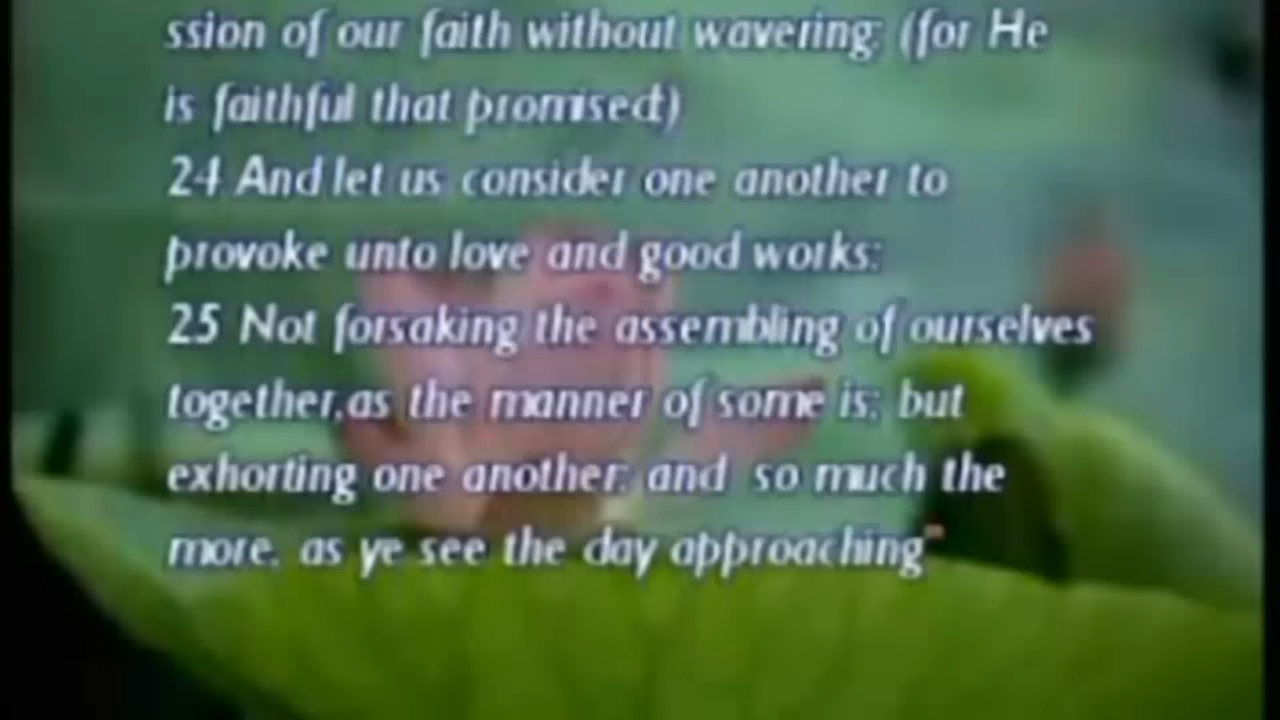 ssion of our faith without wavering; (for He
is faithful that promised;)
24 And let us consider one another to
provoke unto love and good works:
25 Not forsaking the assembling of ourselves
together,as the manner of some is; but
exhorting one another: and so much the
more, as ye see the day approaching"